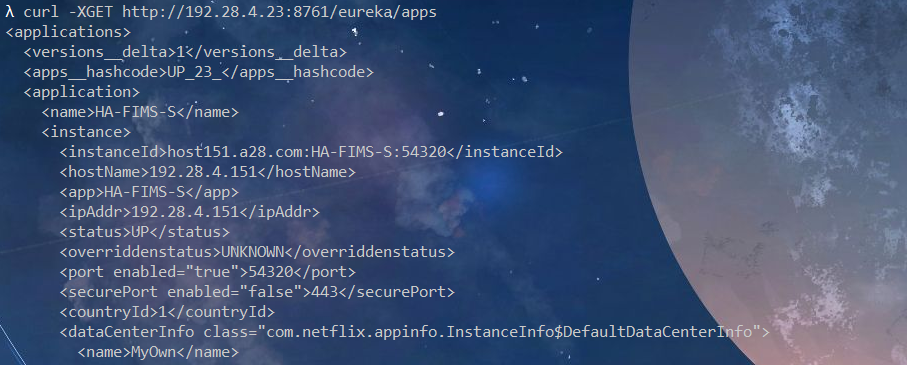 λ curl -XGET http://192.28.4.23:8761/eureka/apps
<applications>
<versions__delta>1</versions__delta>
<apps__hashcode>UP_23_</apps__hashcode>
<application>
<name>HA-FIMS-S</name>
<instance>
<instanceId>host151.a28.com:HA-FIMS-S:54320</instanceId>
<hostName>192.28.4.151</hostName>
<app>HA-FIMS-S</app>
<ipAddr>192.28.4.151</ipAddr>
<status>UP</status>
<overriddenstatus>UNKNOWN</overriddenstatus>
<port enabled="true">54320</port>
<securePort enabled="false">443</securePort>
<countryId>1</countryId>
<dataCenterInfo class="com.netflix.appinfo.InstanceInfo$DefaultDataCenterInfo">
<name>MyOwn</name>